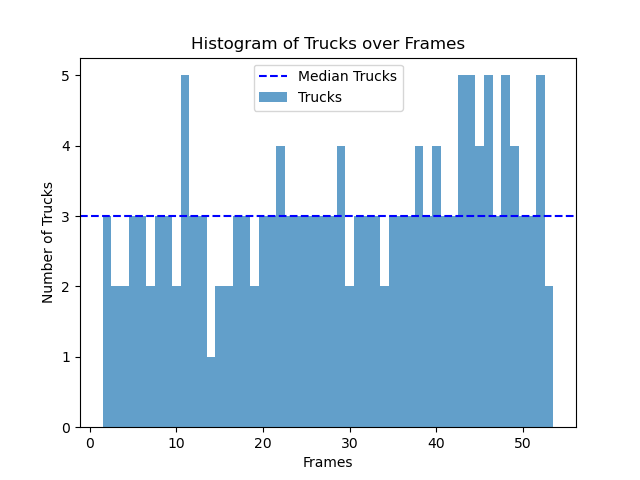 Histogram of Trucks over Frames
Median Trucks
Trucks
Number of Trucks
5
4
3
2
1
0
0 10 20 30 40 50
Frames